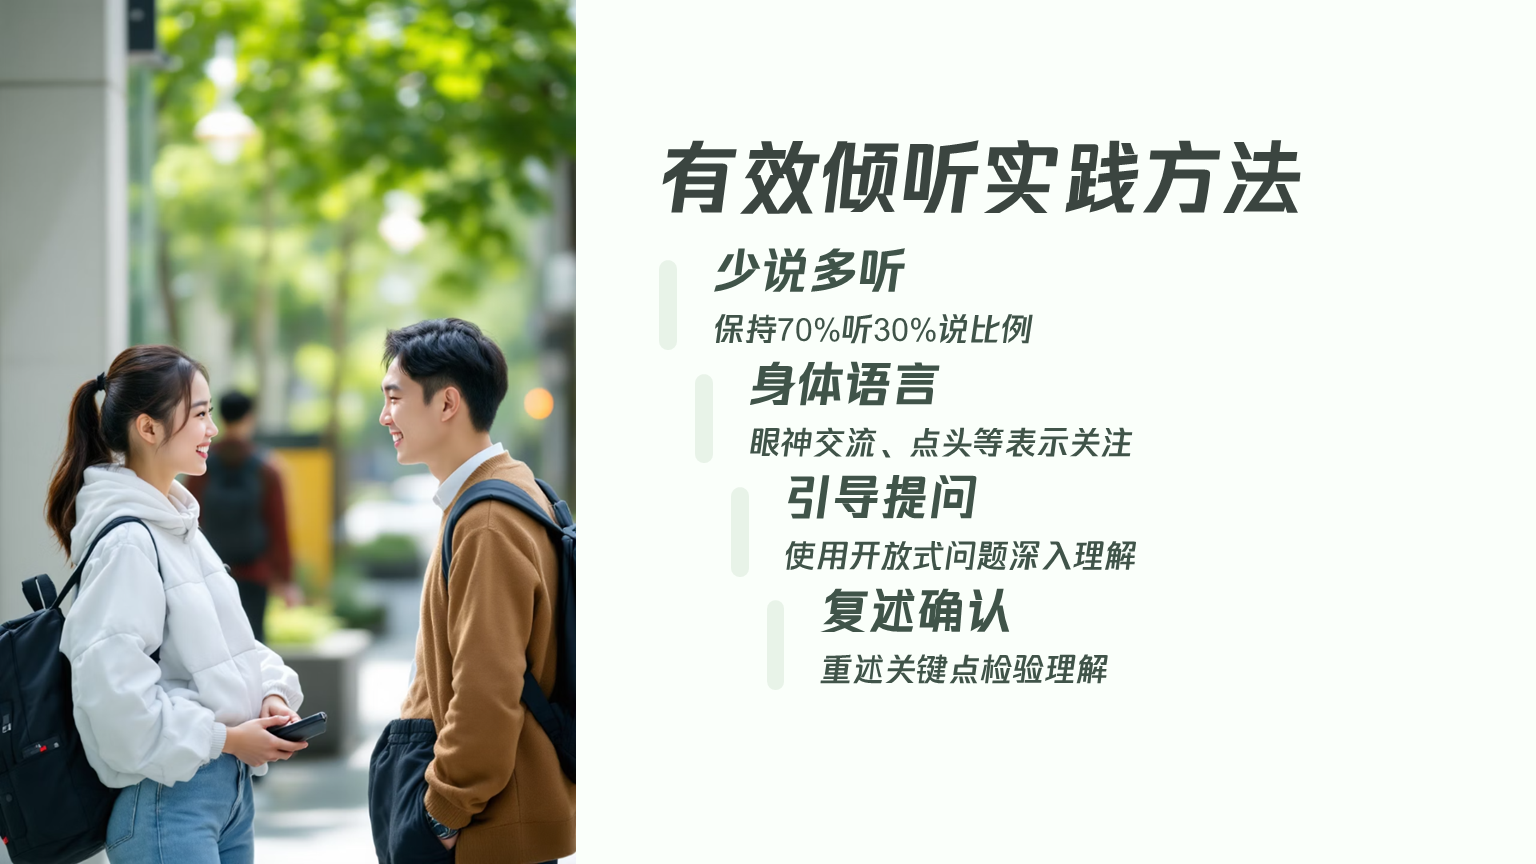 有效倾听实践方法
少说多听
保持70%听30%说比例
身体语言
眼神交流、点头等表示关注
引导提问
使用开放式问题深入理解
复述确认
重述关键点检验理解